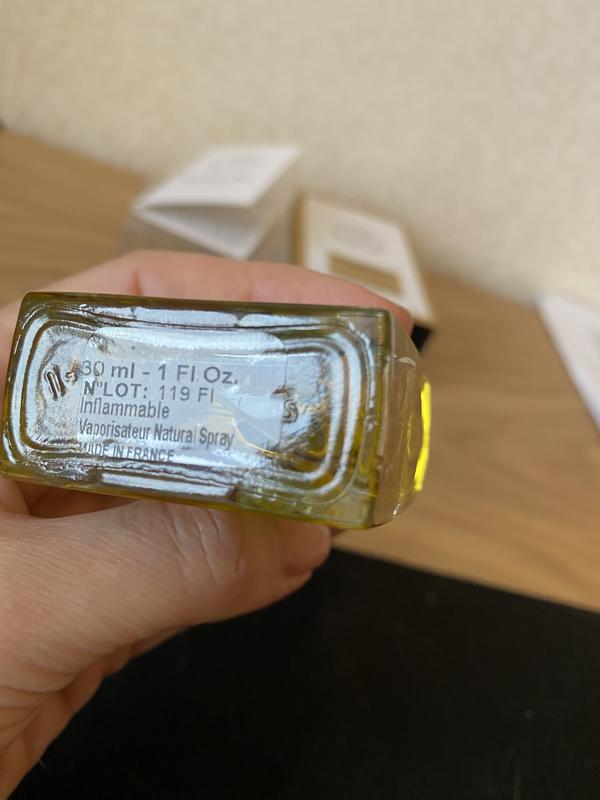 30 ml - 1 Fl Oz.
N°LOT: 119 FI
Inflammable
Vaporisateur Natural Spray
MADE IN FRANCE